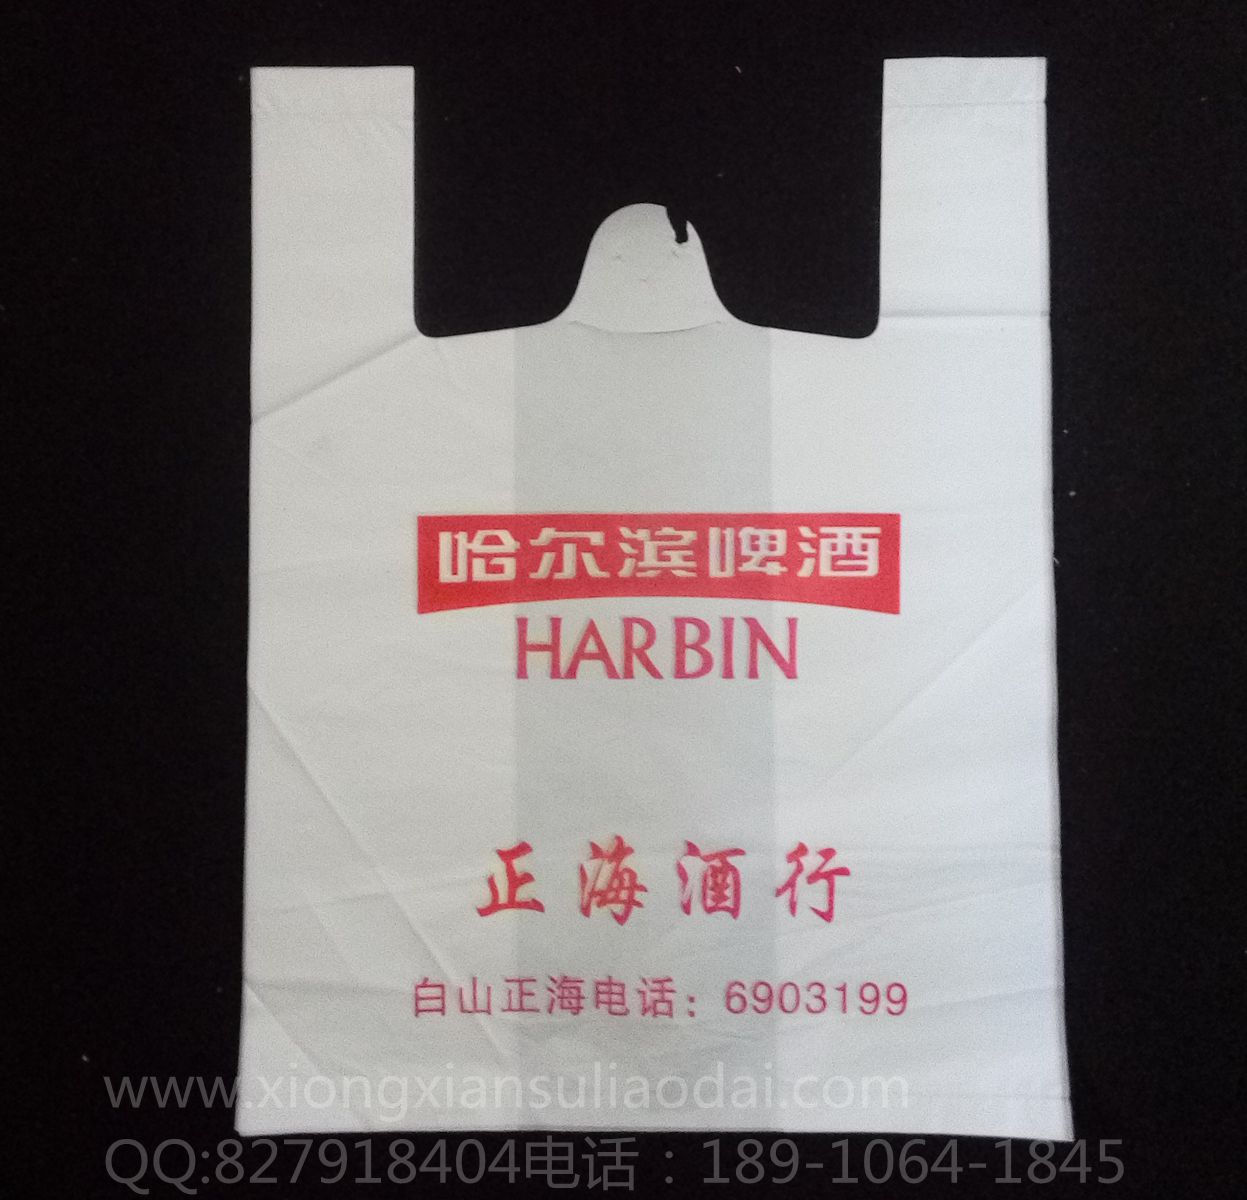 哈尔滨啤酒
HARBIN
正海酒行
白山正海电话：6903199
www.xiongxiansuliaodai.com
QQ:827918404电话：189-1064-1845